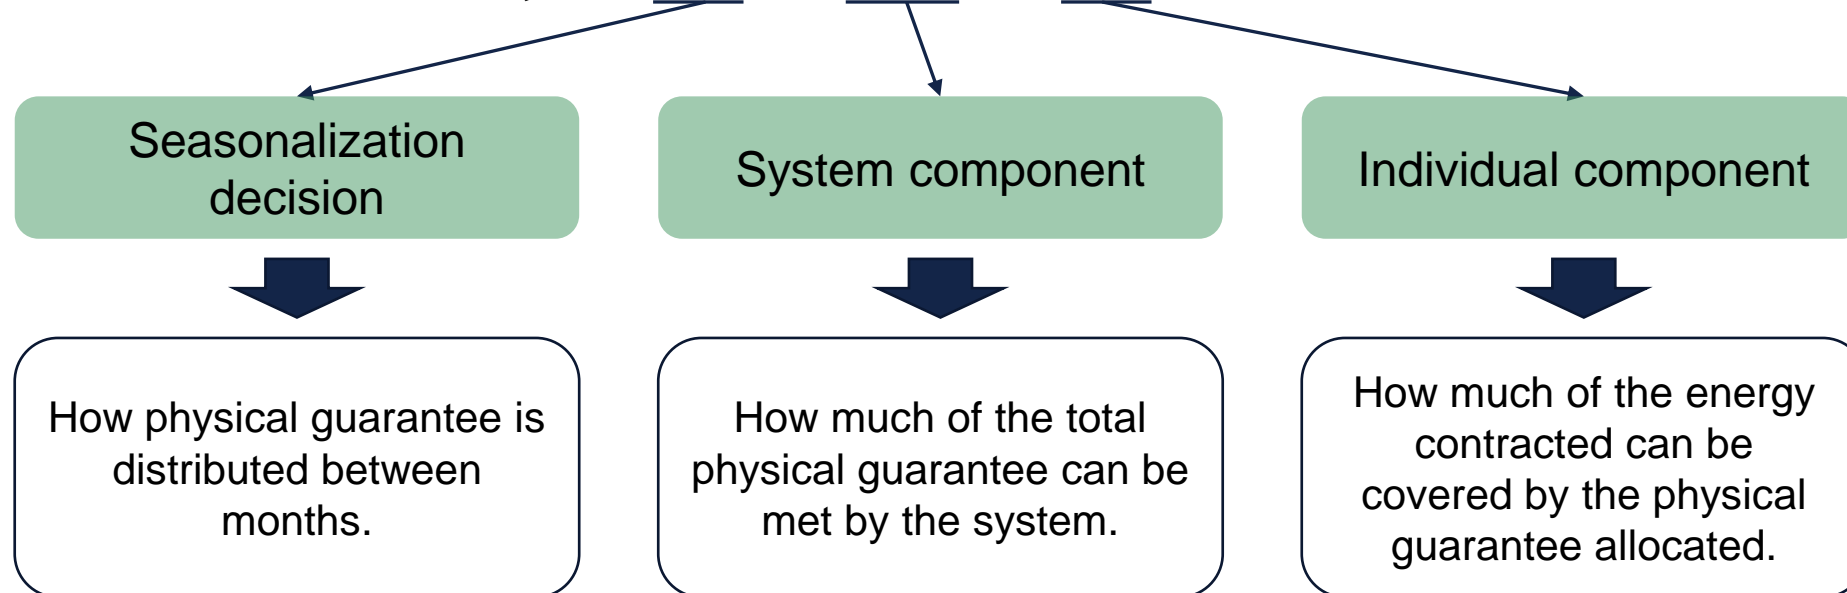 Seasonalization
decision
System component
Individual component
How physical guarantee is
distributed between
months.
How much of the total
physical guarantee can be
met by the system.
How much of the energy
contracted can be
covered by the physical
guarantee allocated.